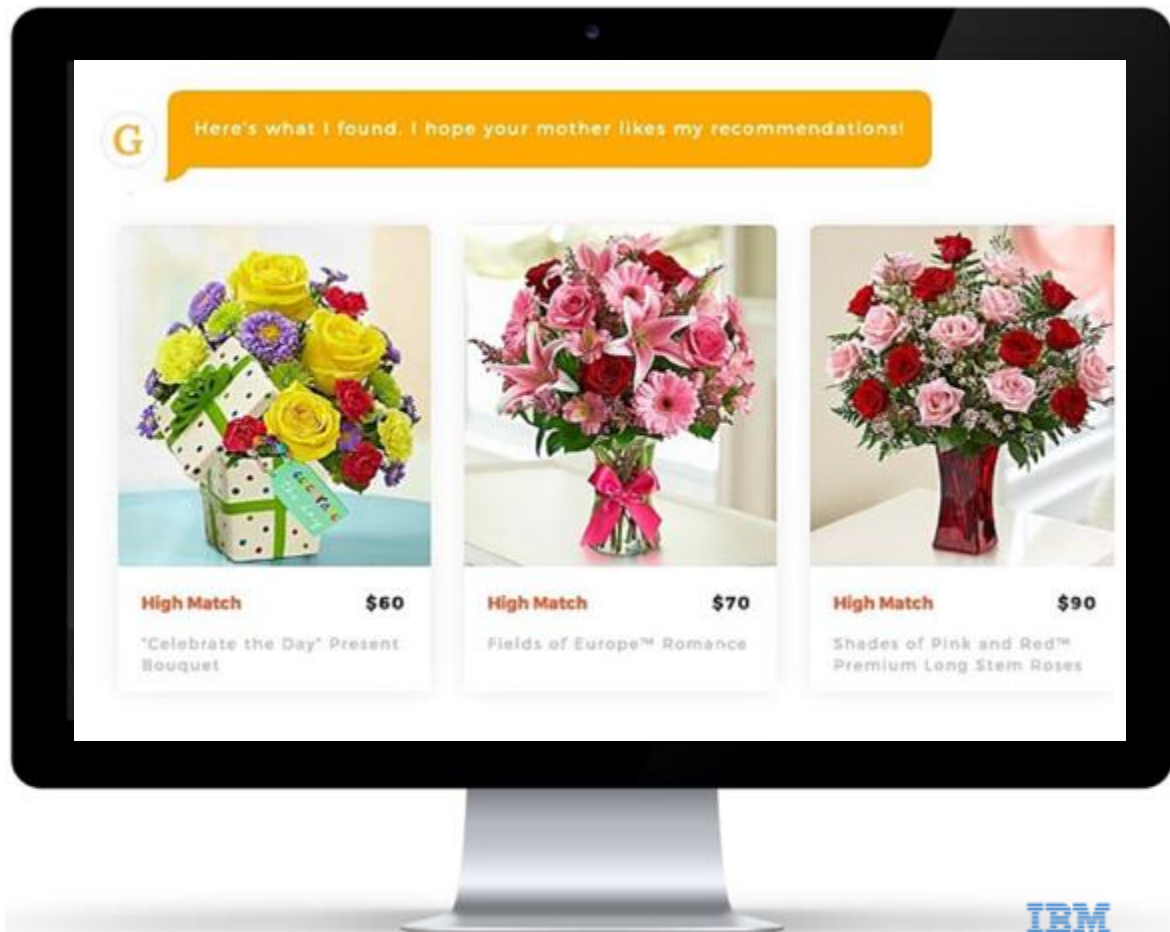 G
Here's what I found. I hope your mother likes my recommendations!
High Match
$60
"Celebrate the Day" Present
Bouquet
High Match
$70
Fields of Europe™ Romance
High Match
$90
Shades of Pink and Red™
Premium Long Stem Roses
IBM